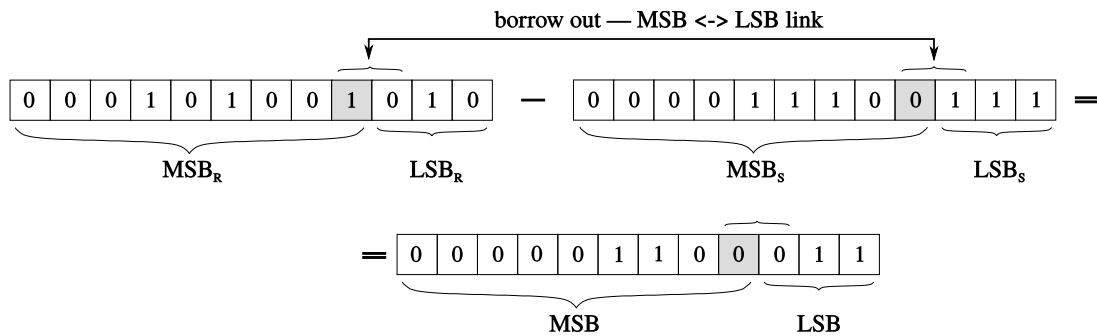 borrow out — MSB <-> LSB link
0 0 0 1 0 1 0 0 1 0 1 0 — 0 0 0 0 1 1 1 0 0 1 1 1 =
MSB_R LSB_R MSB_S LSB_S
= 0 0 0 0 0 1 1 0 0 0 1 1
MSB LSB